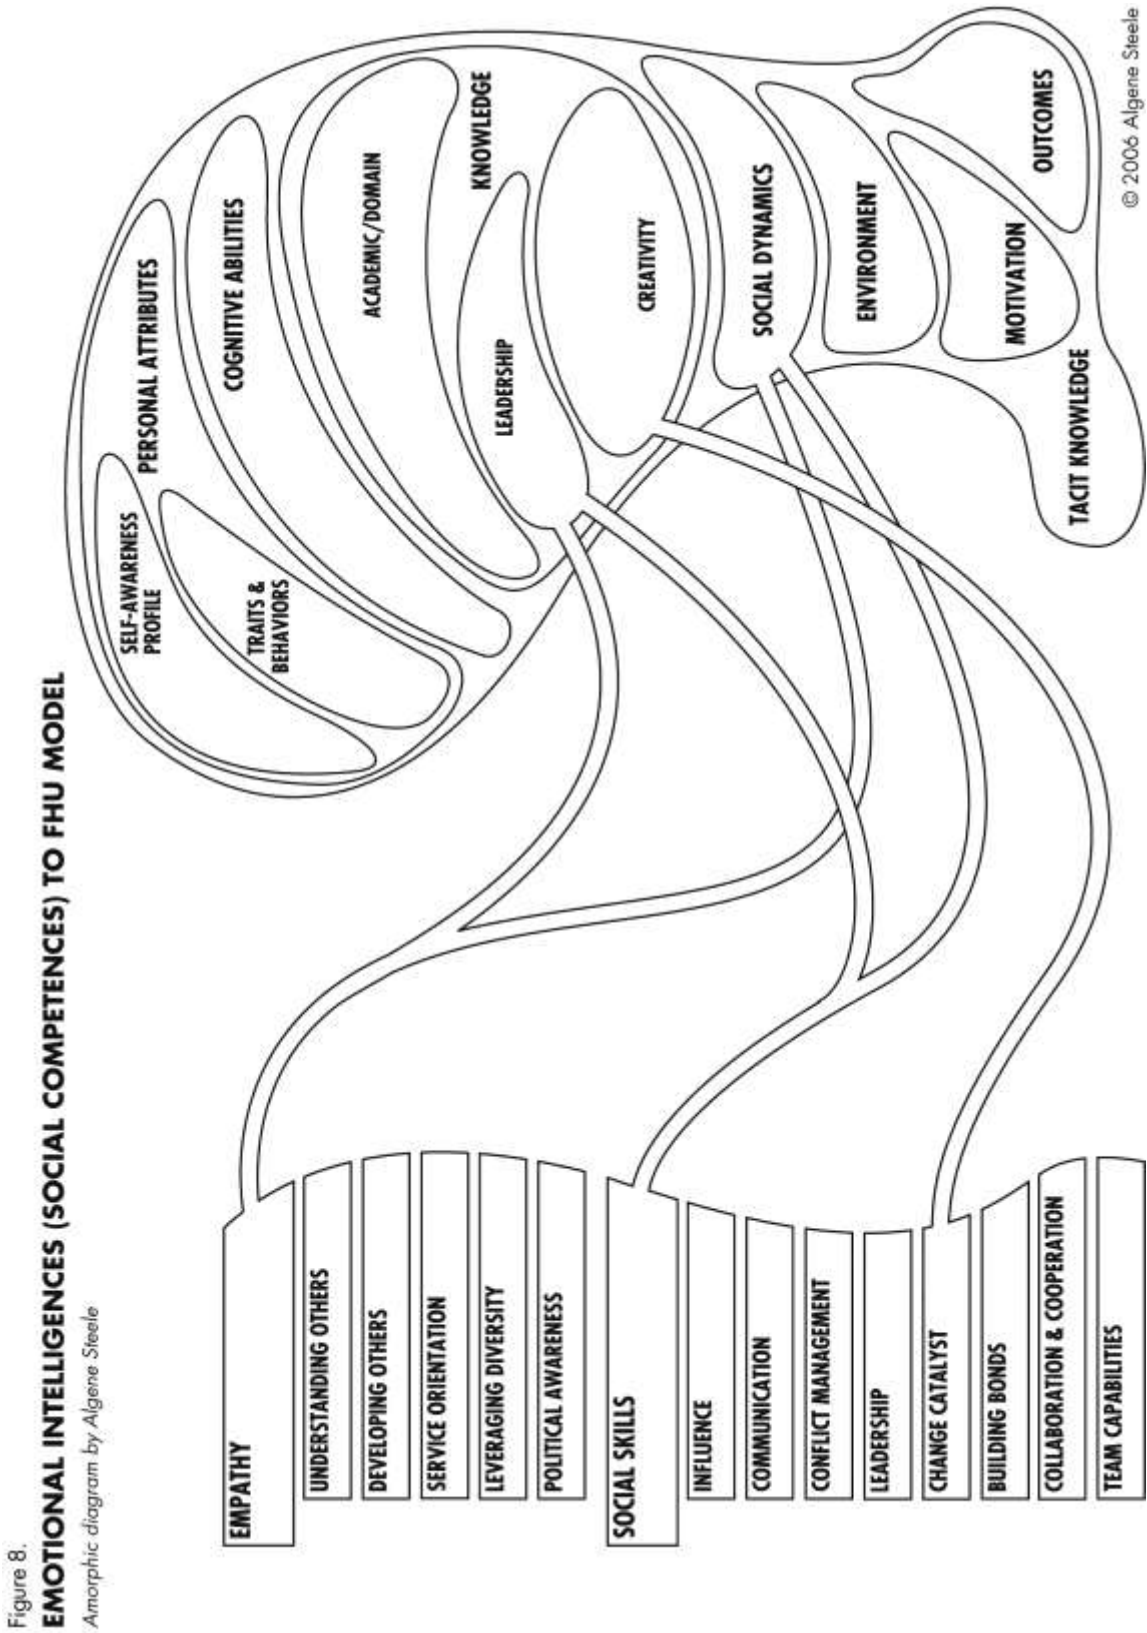 Figure 8.
EMOTIONAL INTELLIGENCES (SOCIAL COMPETENCES) TO FHU MODEL
Amorphic diagram by Algene Steele
EMPATHY
UNDERSTANDING OTHERS
DEVELOPING OTHERS
SERVICE ORIENTATION
LEVERAGING DIVERSITY
POLITICAL AWARENESS
SOCIAL SKILLS
INFLUENCE
COMMUNICATION
CONFLICT MANAGEMENT
LEADERSHIP
CHANGE CATALYST
BUILDING BONDS
COLLABORATION & COOPERATION
TEAM CAPABILITIES
SELF-AWARENESS
PROFILE
TRAITS &
BEHAVIORS
PERSONAL ATTRIBUTES
COGNITIVE ABILITIES
ACADEMIC/DOMAIN
KNOWLEDGE
LEADERSHIP
CREATIVITY
SOCIAL DYNAMICS
ENVIRONMENT
MOTIVATION
OUTCOMES
TACIT KNOWLEDGE
© 2006 Algene Steele